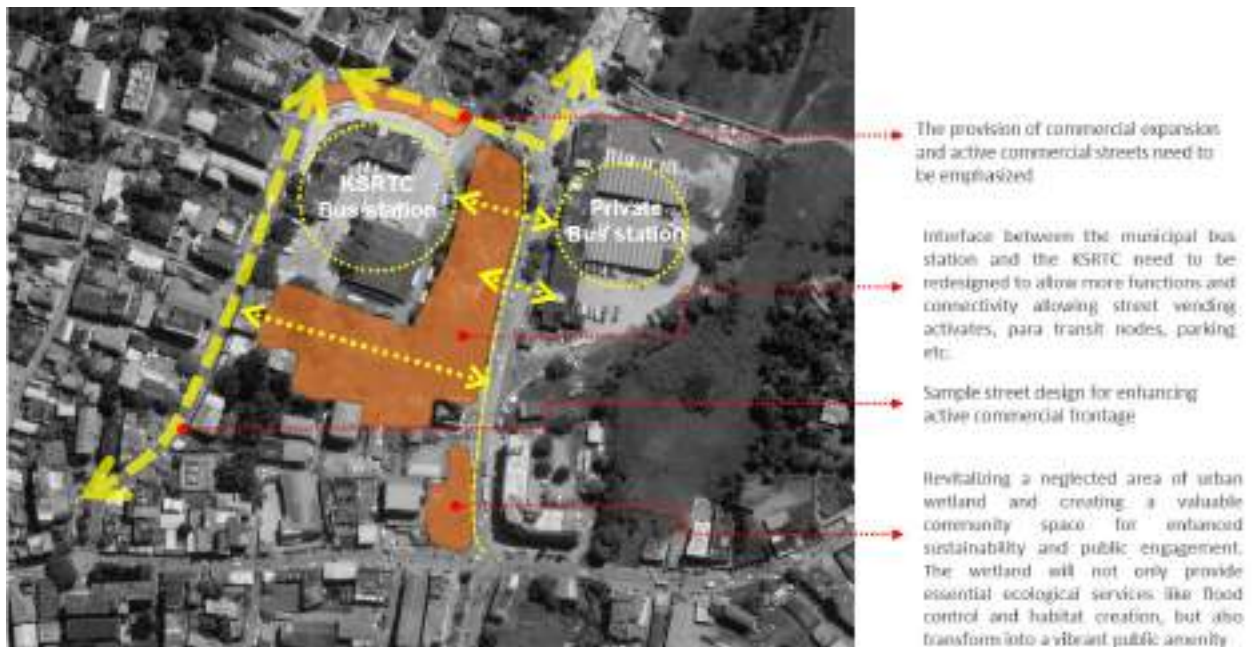 KSRTC
Bus station
Private
Bus station
The provision of commercial expansion
and active commercial streets need to
be emphasized
Interface between the municipal bus
station and the KSRTC need to be
redesigned to allow more functions and
connectivity allowing street vending
activates, para transit nodes, parking
etc.
Sample street design for enhancing
active commercial frontage
Revitalizing a neglected area of urban
wetland and creating a valuable
community space for enhanced
sustainability and public engagement.
The wetland will not only provide
essential ecological services like flood
control and habitat creation, but also
transform into a vibrant public amenity